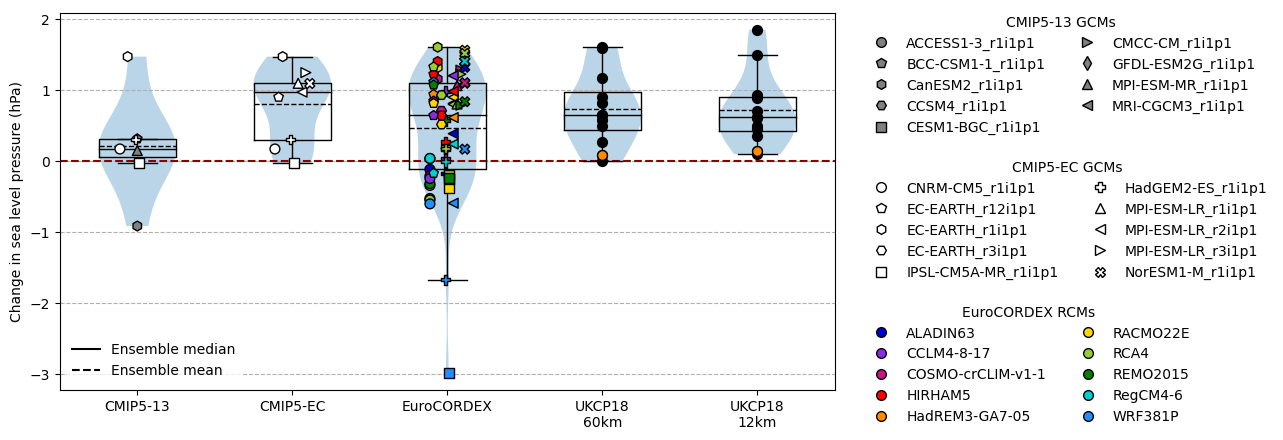 Change in sea level pressure (hPa)
2
1
0
−1
−2
−3
Ensemble median
Ensemble mean
CMIP5-13
CMIP5-EC
EuroCORDEX
UKCP18
60km
UKCP18
12km
CMIP5-13 GCMs
ACCESS1-3_r1i1p1
BCC-CSM1-1_r1i1p1
CanESM2_r1i1p1
CCSM4_r1i1p1
CESM1-BGC_r1i1p1
CMCC-CM_r1i1p1
GFDL-ESM2G_r1i1p1
MPI-ESM-MR_r1i1p1
MRI-CGCM3_r1i1p1
CMIP5-EC GCMs
CNRM-CM5_r1i1p1
EC-EARTH_r12i1p1
EC-EARTH_r1i1p1
EC-EARTH_r3i1p1
IPSL-CM5A-MR_r1i1p1
HadGEM2-ES_r1i1p1
MPI-ESM-LR_r1i1p1
MPI-ESM-LR_r2i1p1
MPI-ESM-LR_r3i1p1
NorESM1-M_r1i1p1
EuroCORDEX RCMs
ALADIN63
CCLM4-8-17
COSMO-crCLIM-v1-1
HIRHAM5
HadREM3-GA7-05
RACMO22E
RCA4
REMO2015
RegCM4-6
WRF381P